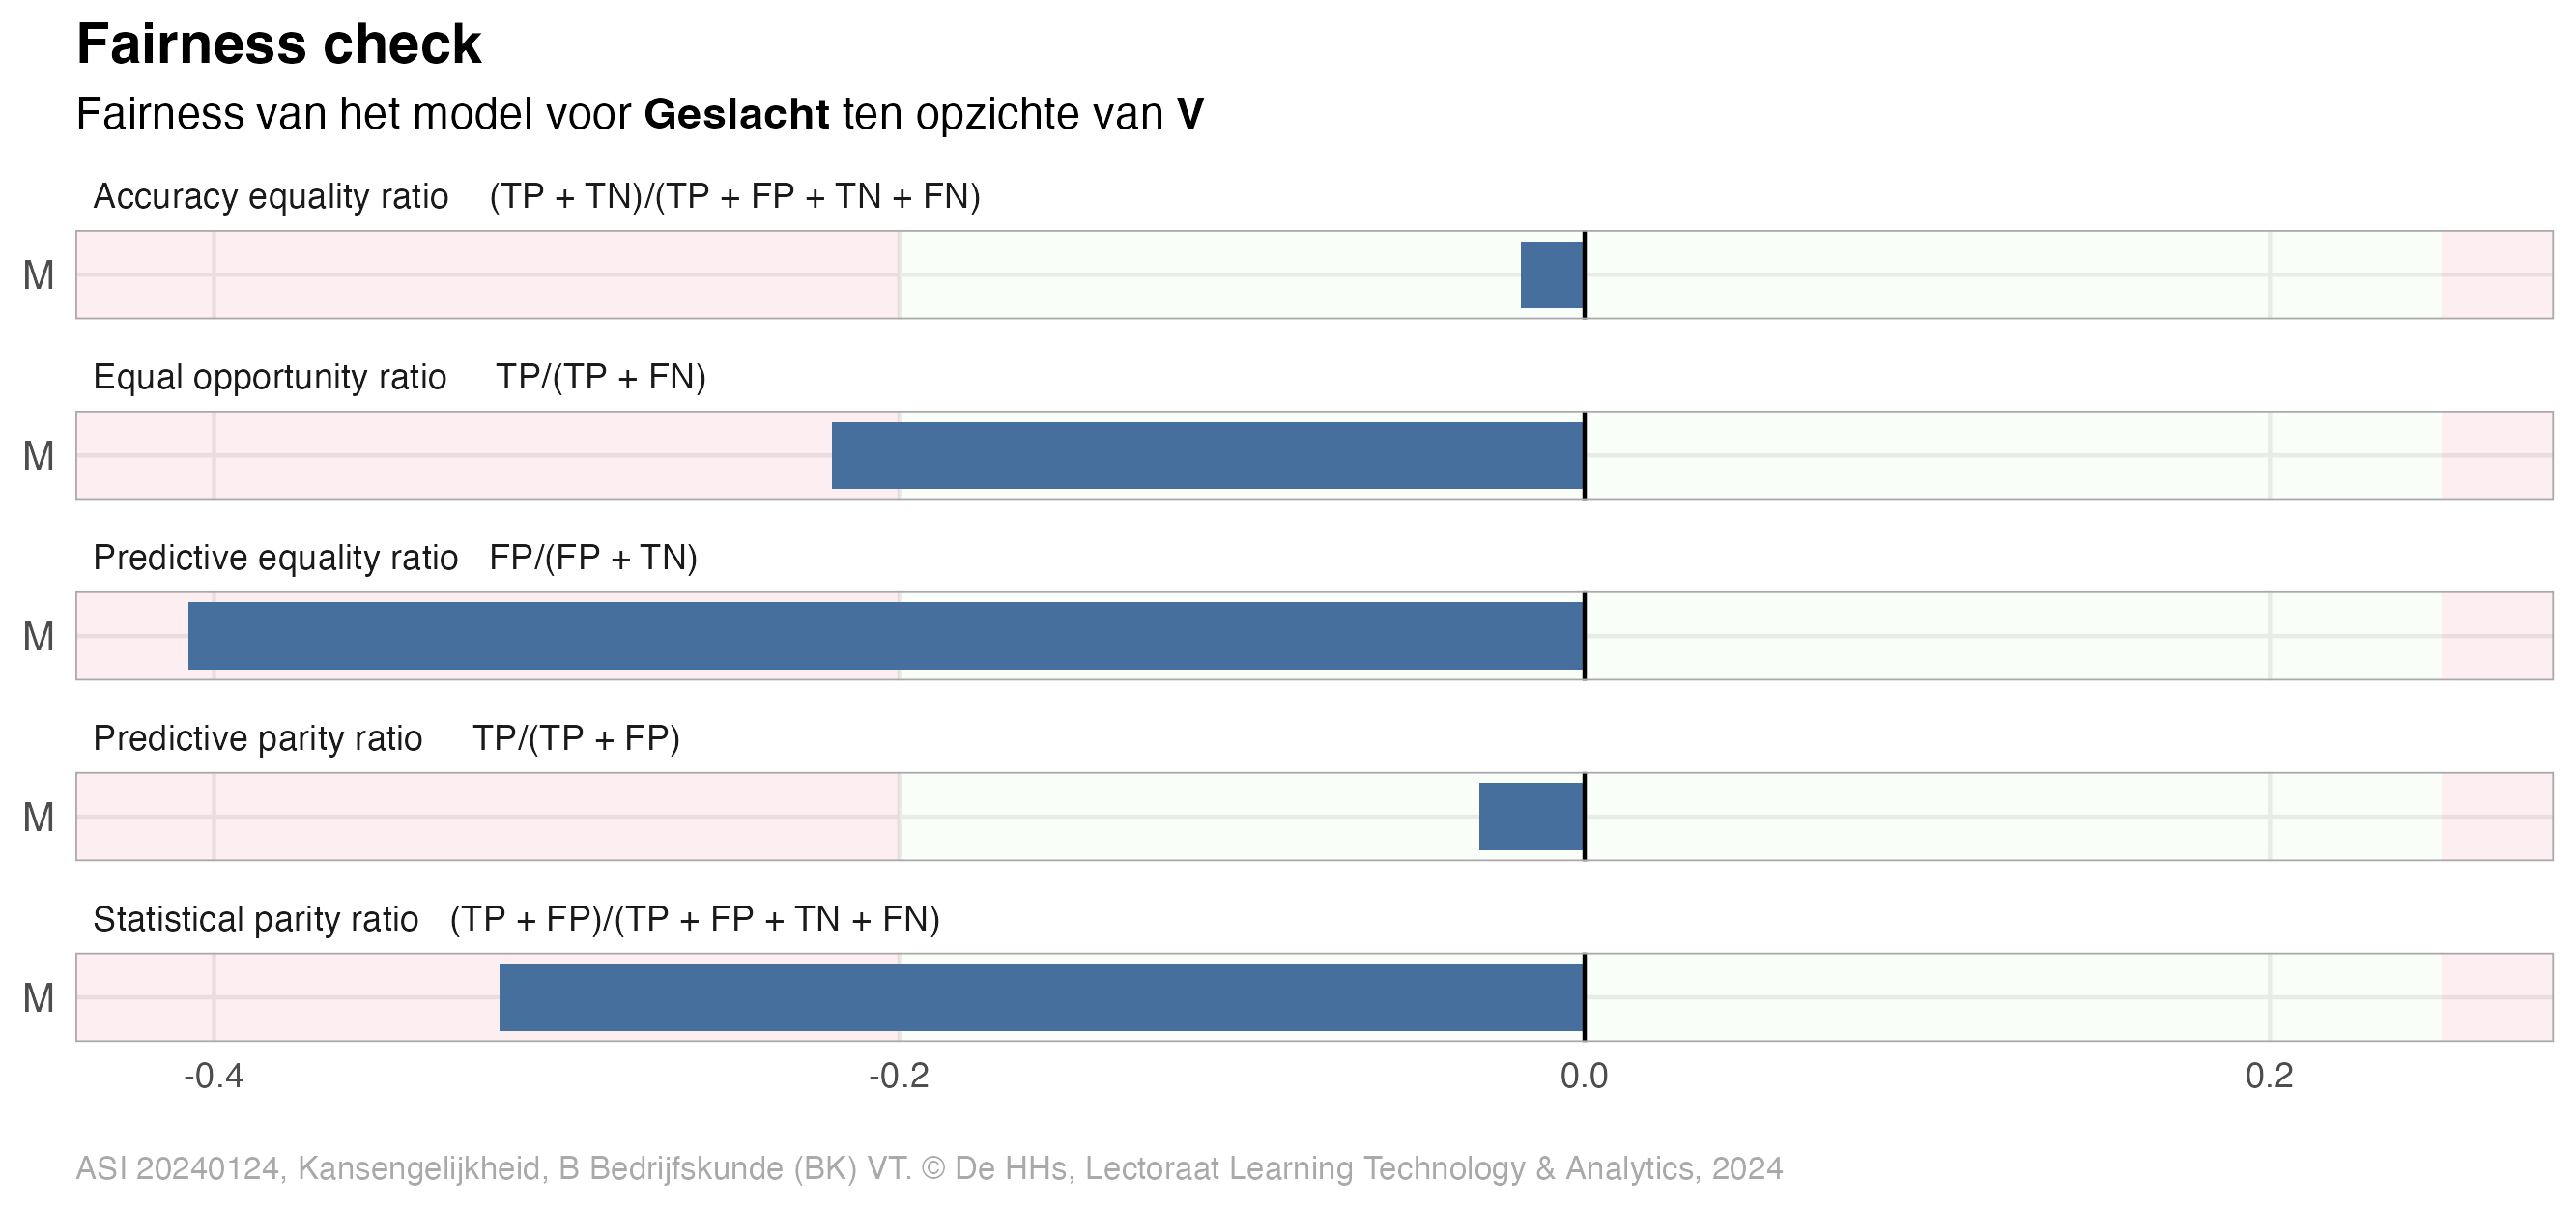 Fairness check
Fairness van het model voor Geslacht ten opzichte van V
Accuracy equality ratio (TP + TN)/(TP + FP + TN + FN)
M
Equal opportunity ratio TP/(TP + FN)
M
Predictive equality ratio FP/(FP + TN)
M
Predictive parity ratio TP/(TP + FP)
M
Statistical parity ratio (TP + FP)/(TP + FP + TN + FN)
M
-0.4 -0.2 0.0 0.2
ASI 20240124, Kansengelijkheid, B Bedrijfskunde (BK) VT. © De HHs, Lectoraat Learning Technology & Analytics, 2024